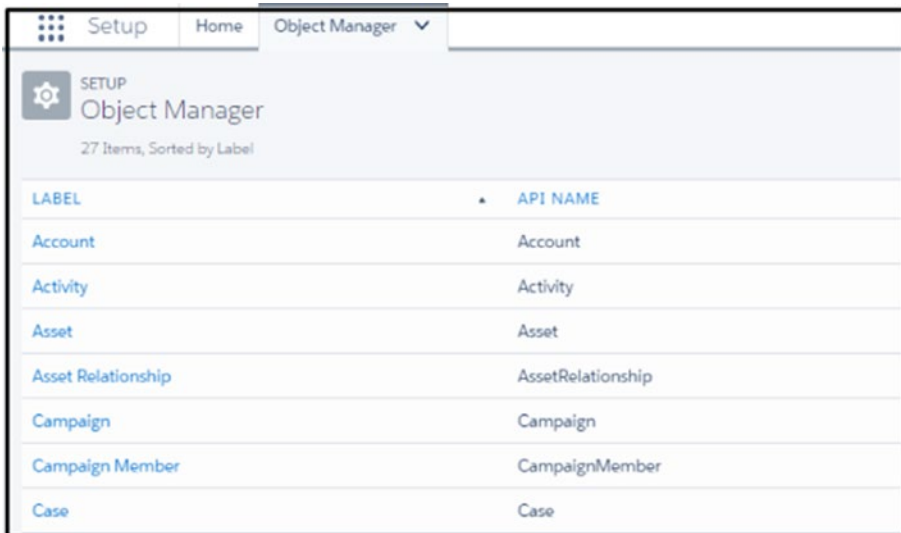 Setup Home Object Manager
SETUP
Object Manager
27 Items, Sorted by Label
LABEL API NAME
Account Account
Activity Activity
Asset Asset
Asset Relationship AssetRelationship
Campaign Campaign
Campaign Member CampaignMember
Case Case